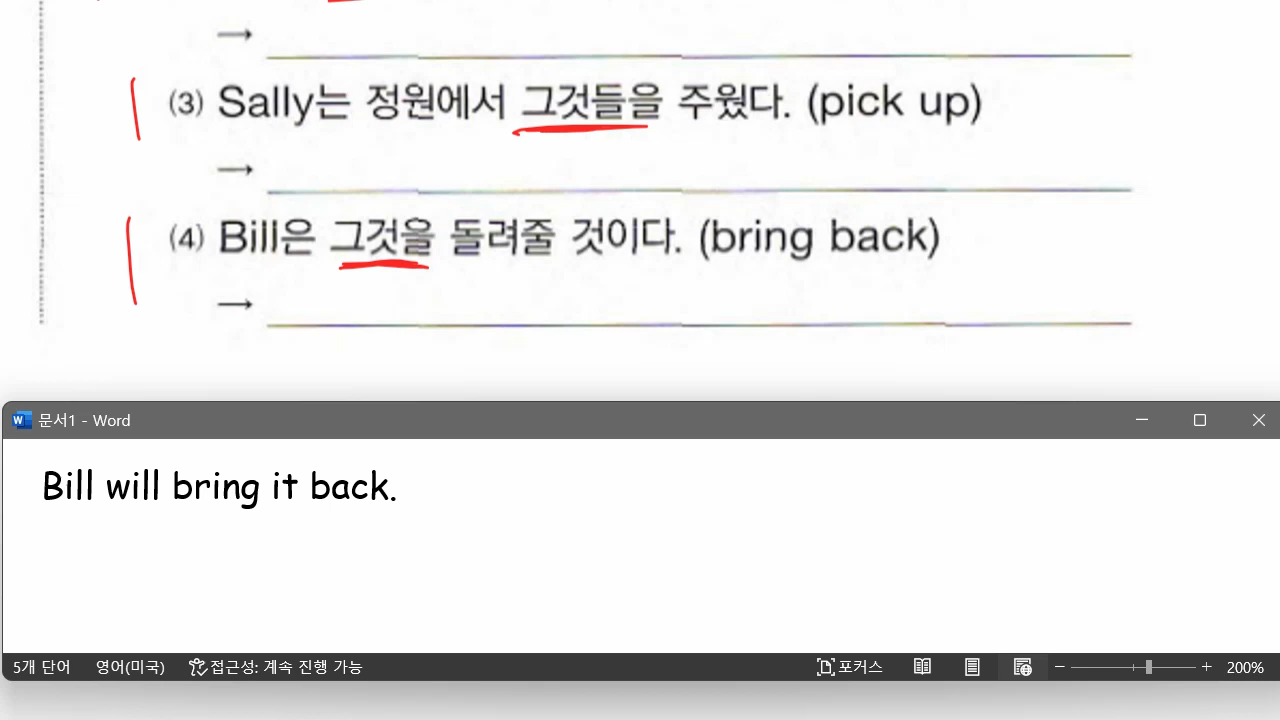 →
(3) Sally는 정원에서 그것들을 주웠다. (pick up)
→
(4) Bill은 그것을 돌려줄 것이다. (bring back)
→
문서1 - Word
Bill will bring it back.
5개 단어 영어(미국) 접근성: 계속 진행 가능 포커스 200%